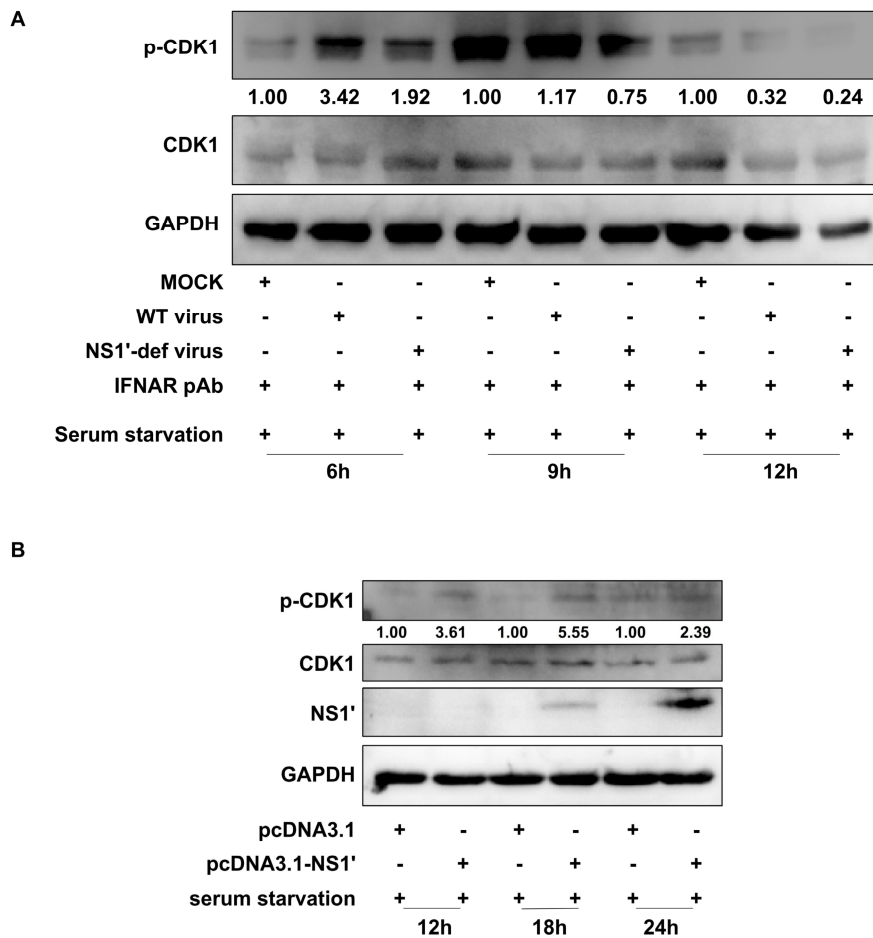 A
p-CDK1
1.00 3.42 1.92 1.00 1.17 0.75 1.00 0.32 0.24
CDK1
GAPDH
MOCK + - - + - - + - -
WT virus - + - - + - - + -
NS1'-def virus - - + - - + - - +
IFNAR pAb + + + + + + + + +
Serum starvation + + + + + + + + +
6h 9h 12h
B
p-CDK1
1.00 3.61 1.00 5.55 1.00 2.39
CDK1
NS1'
GAPDH
pcDNA3.1 + - + - + -
pcDNA3.1-NS1' - + - + - +
serum starvation + + + + + +
12h 18h 24h